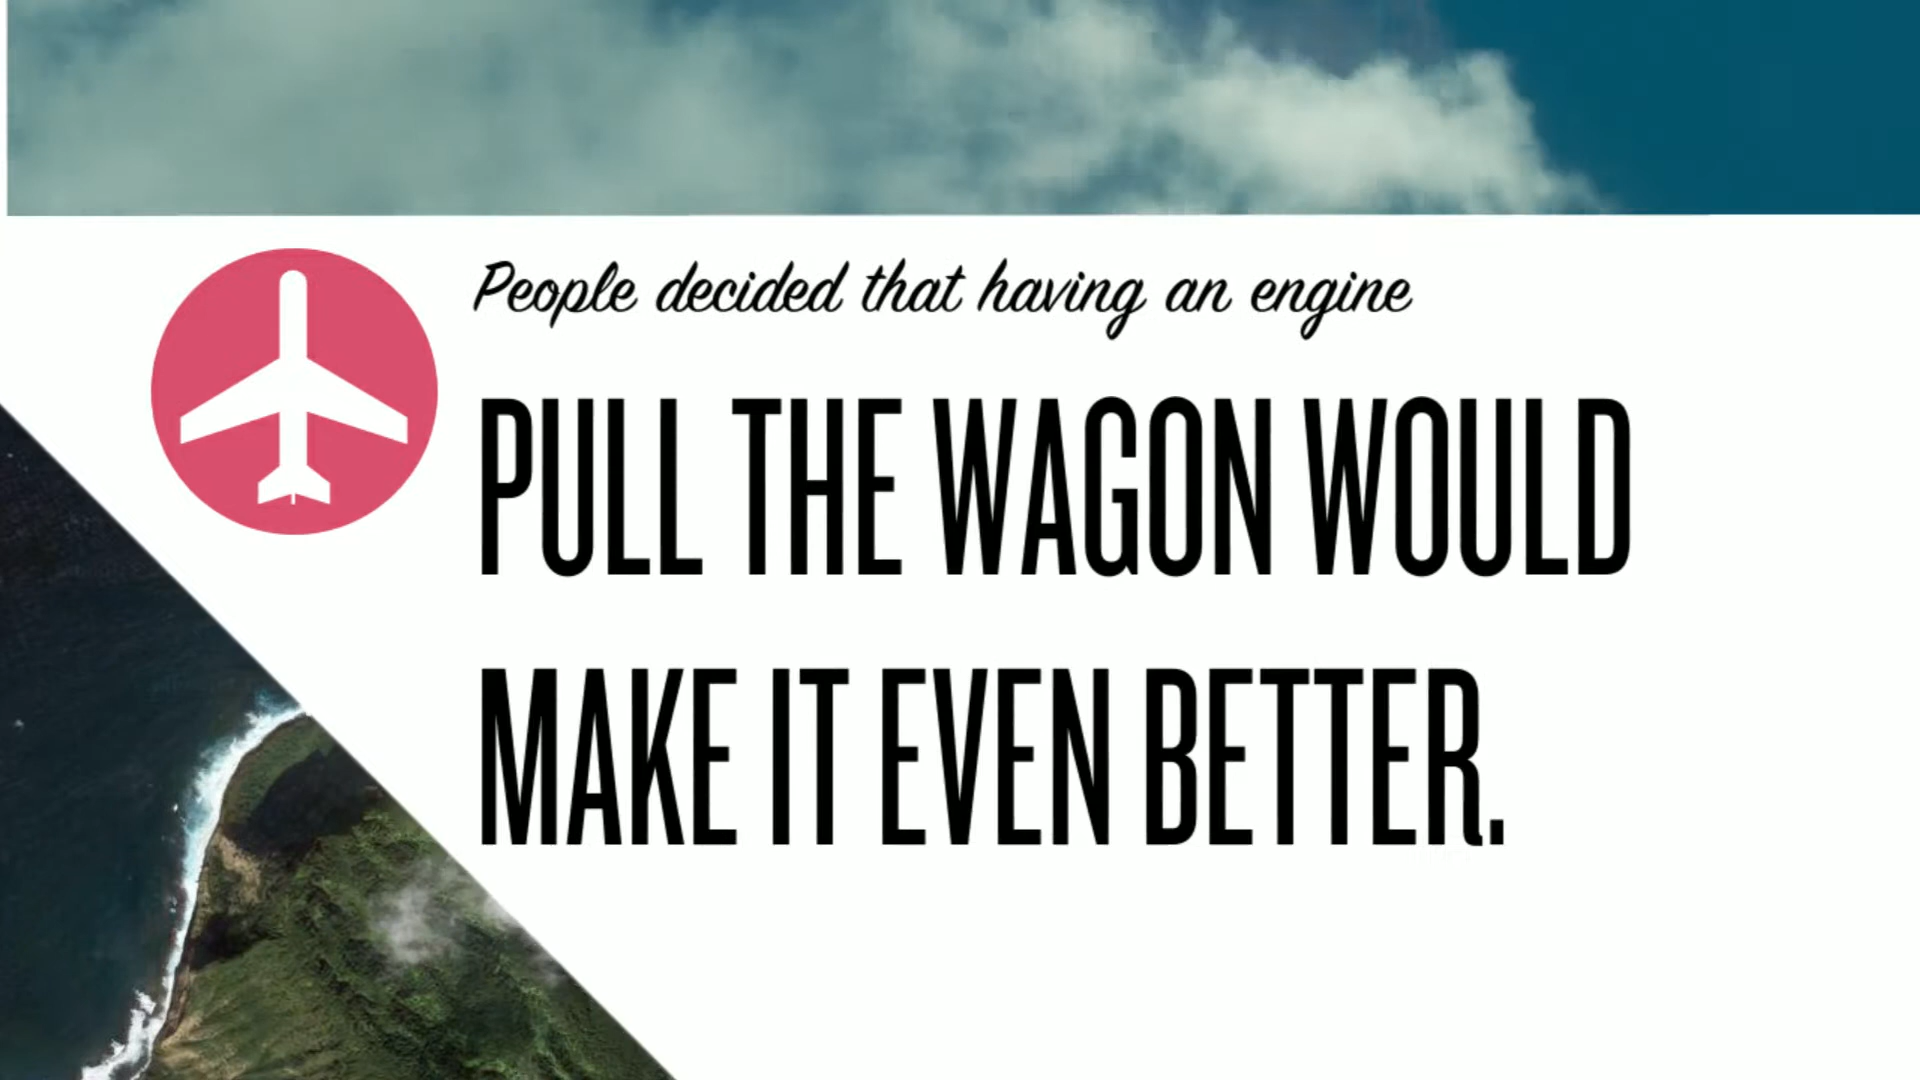 People decided that having an engine
PULL THE WAGON WOULD
MAKE IT EVEN BETTER.